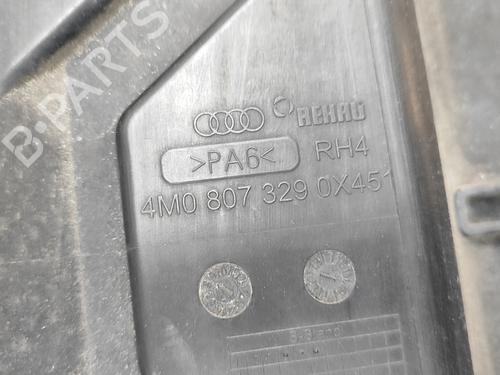 B-PARTS
REHAU
>PA6< RH4
4M0 807 329 0X451